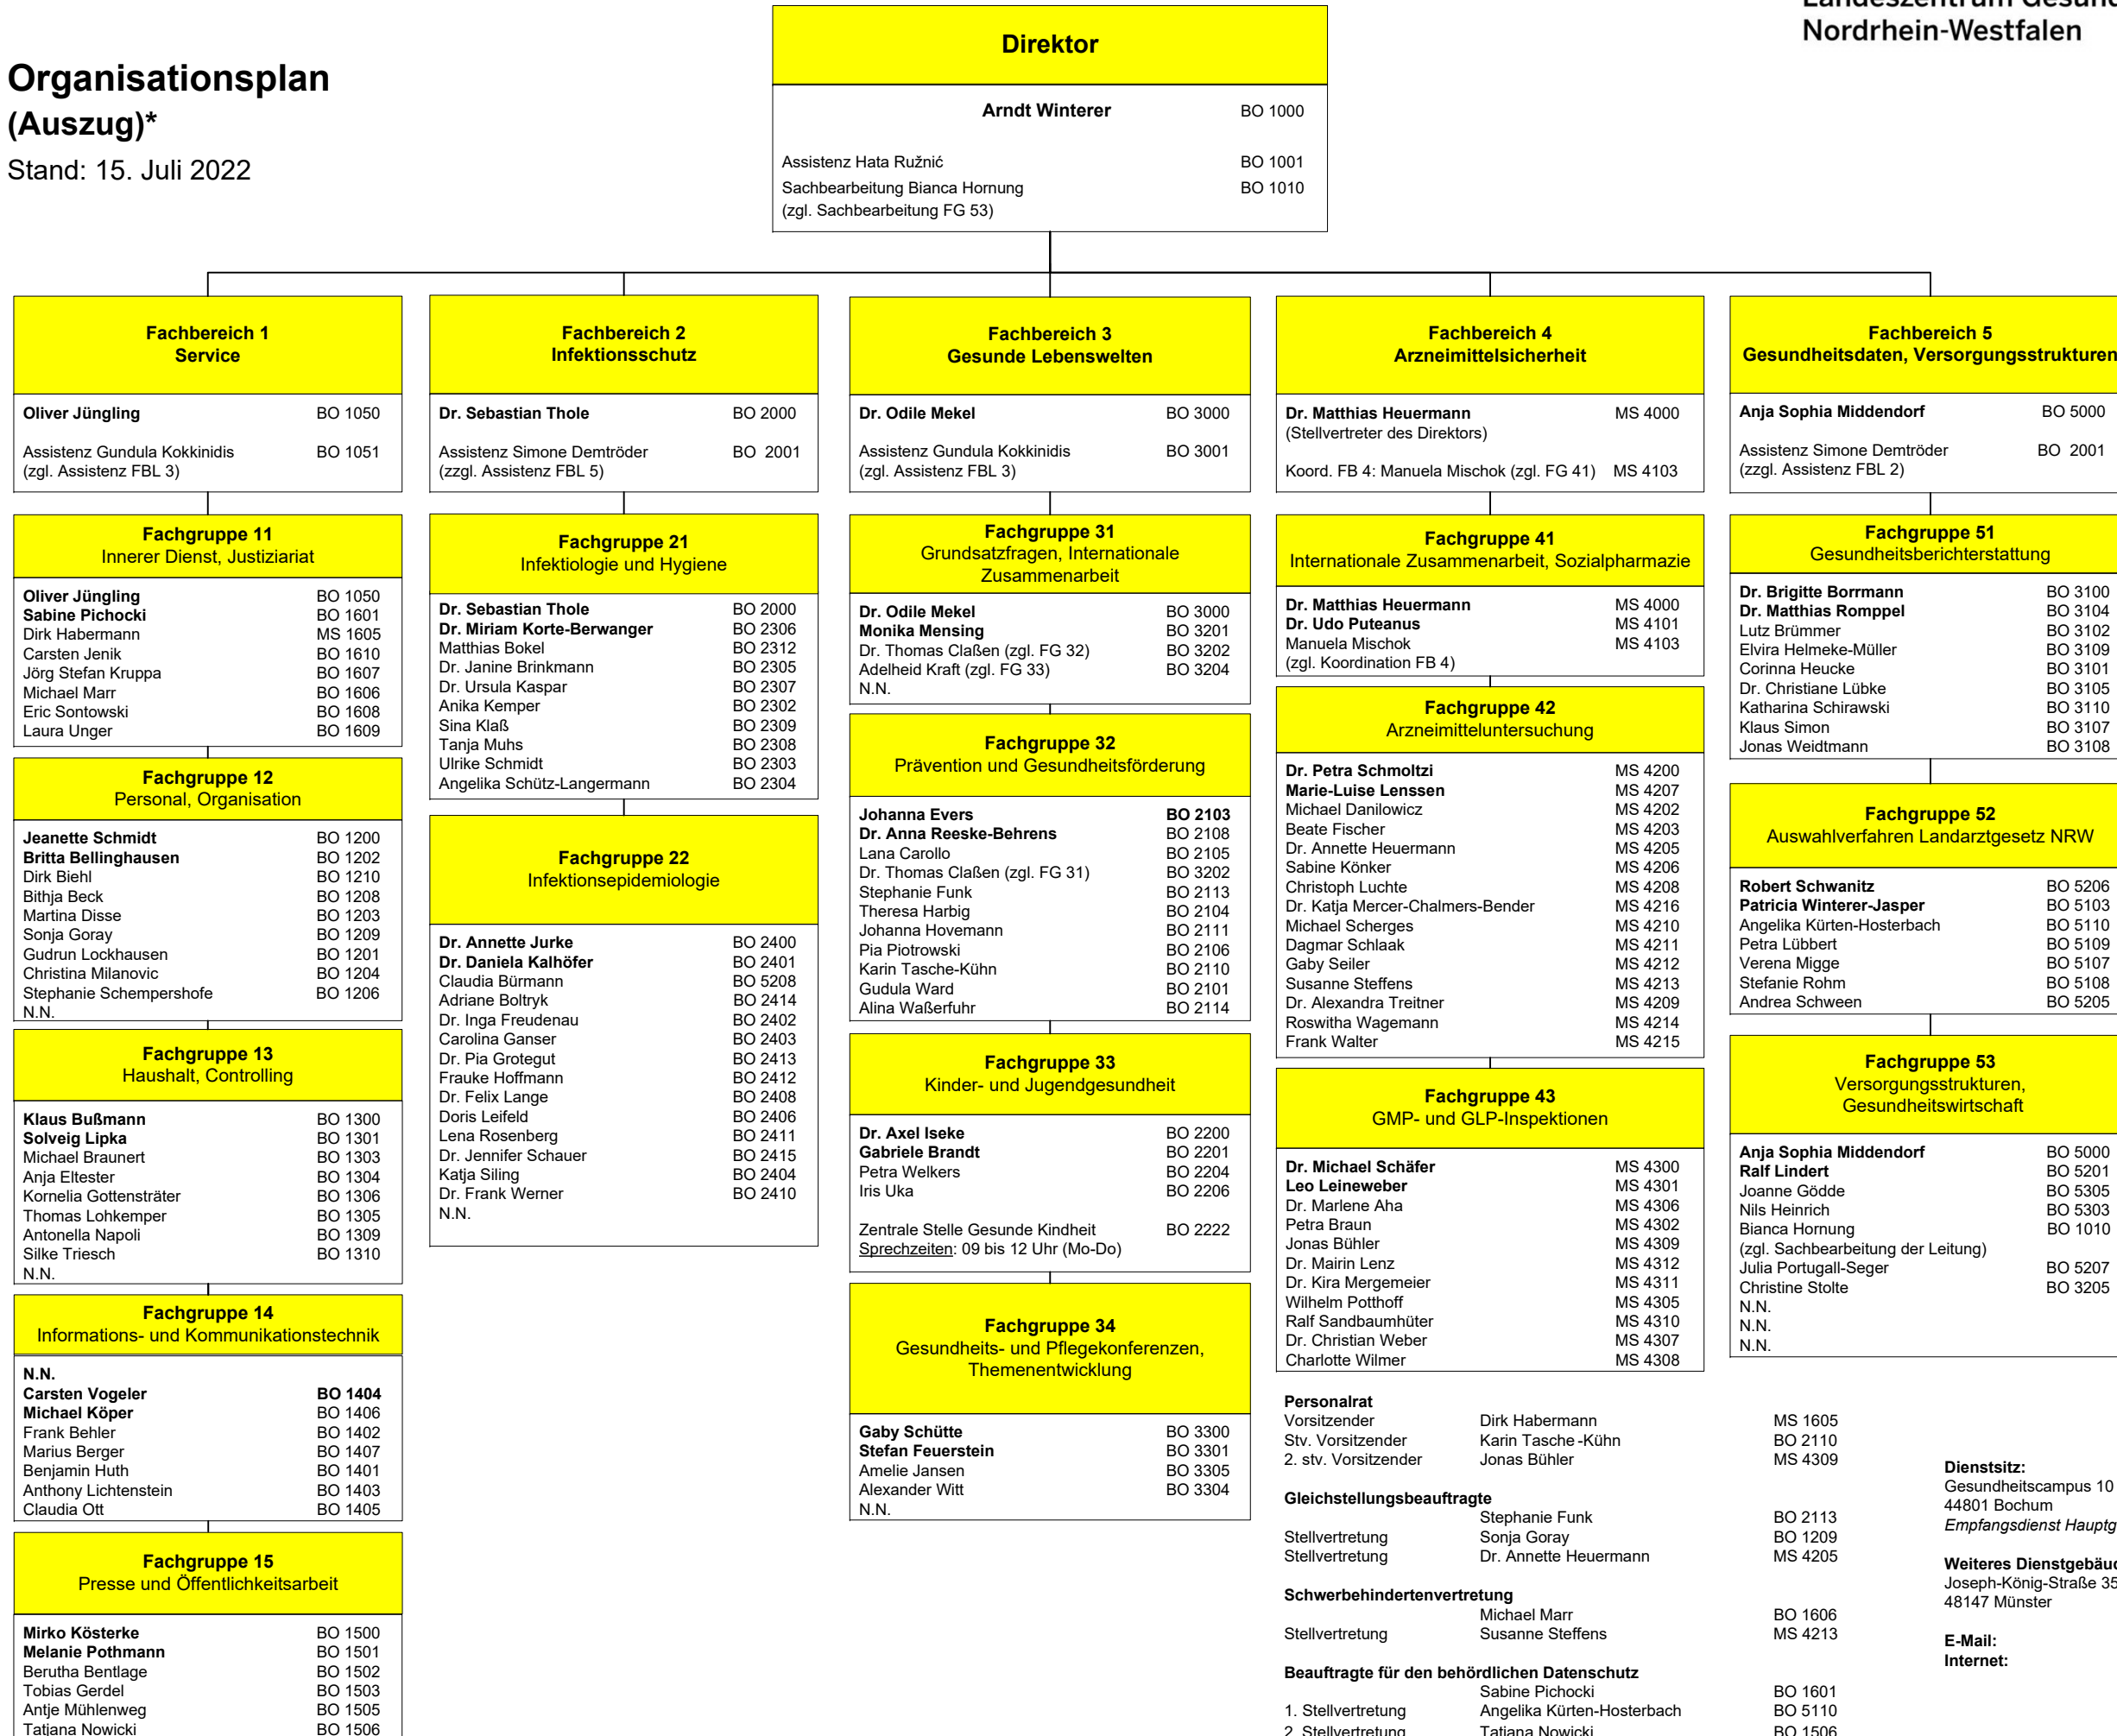 Nordrhein-Westfalen
Organisationsplan
(Auszug)*
Stand: 15. Juli 2022
Direktor
Arndt Winterer BO 1000
Assistenz Hata Ružnić BO 1001
Sachbearbeitung Bianca Hornung BO 1010
(zgl. Sachbearbeitung FG 53)
Fachbereich 1
Service
Oliver Jüngling BO 1050
Assistenz Gundula Kokkinidis BO 1051
(zgl. Assistenz FBL 3)
Fachgruppe 11
Innerer Dienst, Justiziariat
Oliver Jüngling BO 1050
Sabine Pichocki BO 1601
Dirk Habermann MS 1605
Carsten Jenik BO 1610
Jörg Stefan Kruppa BO 1607
Michael Marr BO 1606
Eric Sontowski BO 1608
Laura Unger BO 1609
Fachgruppe 12
Personal, Organisation
Jeanette Schmidt BO 1200
Britta Bellinghausen BO 1202
Dirk Biehl BO 1210
Bithja Beck BO 1208
Martina Disse BO 1203
Sonja Goray BO 1209
Gudrun Lockhausen BO 1201
Christina Milanovic BO 1204
Stephanie Schempershofe BO 1206
N.N.
Fachgruppe 13
Haushalt, Controlling
Klaus Bußmann BO 1300
Solveig Lipka BO 1301
Michael Braunert BO 1303
Anja Eltester BO 1304
Kornelia Gottensträter BO 1306
Thomas Lohkemper BO 1305
Antonella Napoli BO 1309
Silke Triesch BO 1310
N.N.
Fachgruppe 14
Informations- und Kommunikationstechnik
N.N.
Carsten Vogeler BO 1404
Michael Köper BO 1406
Frank Behler BO 1402
Marius Berger BO 1407
Benjamin Huth BO 1401
Anthony Lichtenstein BO 1403
Claudia Ott BO 1405
Fachgruppe 15
Presse und Öffentlichkeitsarbeit
Mirko Kösterke BO 1500
Melanie Pothmann BO 1501
Berutha Bentlage BO 1502
Tobias Gerdel BO 1503
Antje Mühlenweg BO 1505
Tatjana Nowicki BO 1506
Fachbereich 2
Infektionsschutz
Dr. Sebastian Thole BO 2000
Assistenz Simone Demtröder BO 2001
(zzgl. Assistenz FBL 5)
Fachgruppe 21
Infektiologie und Hygiene
Dr. Sebastian Thole BO 2000
Dr. Miriam Korte-Berwanger BO 2306
Matthias Bokel BO 2312
Dr. Janine Brinkmann BO 2305
Dr. Ursula Kaspar BO 2307
Anika Kemper BO 2302
Sina Klaß BO 2309
Tanja Muhs BO 2308
Ulrike Schmidt BO 2303
Angelika Schütz-Langermann BO 2304
Fachgruppe 22
Infektionsepidemiologie
Dr. Annette Jurke BO 2400
Dr. Daniela Kalhöfer BO 2401
Claudia Bürmann BO 5208
Adriane Boltryk BO 2414
Dr. Inga Freudenau BO 2402
Carolina Ganser BO 2403
Dr. Pia Grotegut BO 2413
Frauke Hoffmann BO 2412
Dr. Felix Lange BO 2408
Doris Leifeld BO 2406
Lena Rosenberg BO 2411
Dr. Jennifer Schauer BO 2415
Katja Siling BO 2404
Dr. Frank Werner BO 2410
N.N.
Fachbereich 3
Gesunde Lebenswelten
Dr. Odile Mekel BO 3000
Assistenz Gundula Kokkinidis BO 3001
(zgl. Assistenz FBL 3)
Fachgruppe 31
Grundsatzfragen, Internationale
Zusammenarbeit
Dr. Odile Mekel BO 3000
Monika Mensing BO 3201
Dr. Thomas Claßen (zgl. FG 32) BO 3202
Adelheid Kraft (zgl. FG 33) BO 3204
N.N.
Fachgruppe 32
Prävention und Gesundheitsförderung
Johanna Evers BO 2103
Dr. Anna Reeske-Behrens BO 2108
Lana Carollo BO 2105
Dr. Thomas Claßen (zgl. FG 31) BO 3202
Stephanie Funk BO 2113
Theresa Harbig BO 2104
Johanna Hovemann BO 2111
Pia Piotrowski BO 2106
Karin Tasche-Kühn BO 2110
Gudula Ward BO 2101
Alina Waßerfuhr BO 2114
Fachgruppe 33
Kinder- und Jugendgesundheit
Dr. Axel Iseke BO 2200
Gabriele Brandt BO 2201
Petra Welkers BO 2204
Iris Uka BO 2206
Zentrale Stelle Gesunde Kindheit BO 2222
Sprechzeiten: 09 bis 12 Uhr (Mo-Do)
Fachgruppe 34
Gesundheits- und Pflegekonferenzen,
Themenentwicklung
Gaby Schütte BO 3300
Stefan Feuerstein BO 3301
Amelie Jansen BO 3305
Alexander Witt BO 3304
N.N.
Fachbereich 4
Arzneimittelsicherheit
Dr. Matthias Heuermann MS 4000
(Stellvertreter des Direktors)
Koord. FB 4: Manuela Mischok (zgl. FG 41) MS 4103
Fachgruppe 41
Internationale Zusammenarbeit, Sozialpharmazie
Dr. Matthias Heuermann MS 4000
Dr. Udo Puteanus MS 4101
Manuela Mischok MS 4103
(zgl. Koordination FB 4)
Fachgruppe 42
Arzneimitteluntersuchung
Dr. Petra Schmoltzi MS 4200
Marie-Luise Lenssen MS 4207
Michael Danilowicz MS 4202
Beate Fischer MS 4203
Dr. Annette Heuermann MS 4205
Sabine Könker MS 4206
Christoph Luchte MS 4208
Dr. Katja Mercer-Chalmers-Bender MS 4216
Michael Scherges MS 4210
Dagmar Schlaak MS 4211
Gaby Seiler MS 4212
Susanne Steffens MS 4213
Dr. Alexandra Treitner MS 4209
Roswitha Wagemann MS 4214
Frank Walter MS 4215
Fachgruppe 43
GMP- und GLP-Inspektionen
Dr. Michael Schäfer MS 4300
Leo Leineweber MS 4301
Dr. Marlene Aha MS 4306
Petra Braun MS 4302
Jonas Bühler MS 4309
Dr. Mairin Lenz MS 4312
Dr. Kira Mergemeier MS 4311
Wilhelm Potthoff MS 4305
Ralf Sandbaumhüter MS 4310
Dr. Christian Weber MS 4307
Charlotte Wilmer MS 4308
Fachbereich 5
Gesundheitsdaten, Versorgungsstrukturen
Anja Sophia Middendorf BO 5000
Assistenz Simone Demtröder BO 2001
(zzgl. Assistenz FBL 2)
Fachgruppe 51
Gesundheitsberichterstattung
Dr. Brigitte Borrmann BO 3100
Dr. Matthias Romppel BO 3104
Lutz Brümmer BO 3102
Elvira Helmeke-Müller BO 3109
Corinna Heucke BO 3101
Dr. Christiane Lübke BO 3105
Katharina Schirawski BO 3110
Klaus Simon BO 3107
Jonas Weidtmann BO 3108
Fachgruppe 52
Auswahlverfahren Landarztgesetz NRW
Robert Schwanitz BO 5206
Patricia Winterer-Jasper BO 5103
Angelika Kürten-Hosterbach BO 5110
Petra Lübbert BO 5109
Verena Migge BO 5107
Stefanie Rohm BO 5108
Andrea Schween BO 5205
Fachgruppe 53
Versorgungsstrukturen,
Gesundheitswirtschaft
Anja Sophia Middendorf BO 5000
Ralf Lindert BO 5201
Joanne Gödde BO 5305
Nils Heinrich BO 5303
Bianca Hornung BO 1010
(zgl. Sachbearbeitung der Leitung)
Julia Portugall-Seger BO 5207
Christine Stolte BO 3205
N.N.
N.N.
N.N.
Personalrat
Vorsitzender Dirk Habermann MS 1605
Stv. Vorsitzender Karin Tasche -Kühn BO 2110
2. stv. Vorsitzender Jonas Bühler MS 4309
Gleichstellungsbeauftragte
Stephanie Funk BO 2113
Stellvertretung Sonja Goray BO 1209
Stellvertretung Dr. Annette Heuermann MS 4205
Schwerbehindertenvertretung
Michael Marr BO 1606
Stellvertretung Susanne Steffens MS 4213
Beauftragte für den behördlichen Datenschutz
Sabine Pichocki BO 1601
1. Stellvertretung Angelika Kürten-Hosterbach BO 5110
2. Stellvertretung Tatjana Nowicki BO 1506
Dienstsitz:
Gesundheitscampus 10
44801 Bochum
Empfangsdienst
Weiteres
Joseph-König-Straße 35
48147 Münster
E-Mail:
Internet: